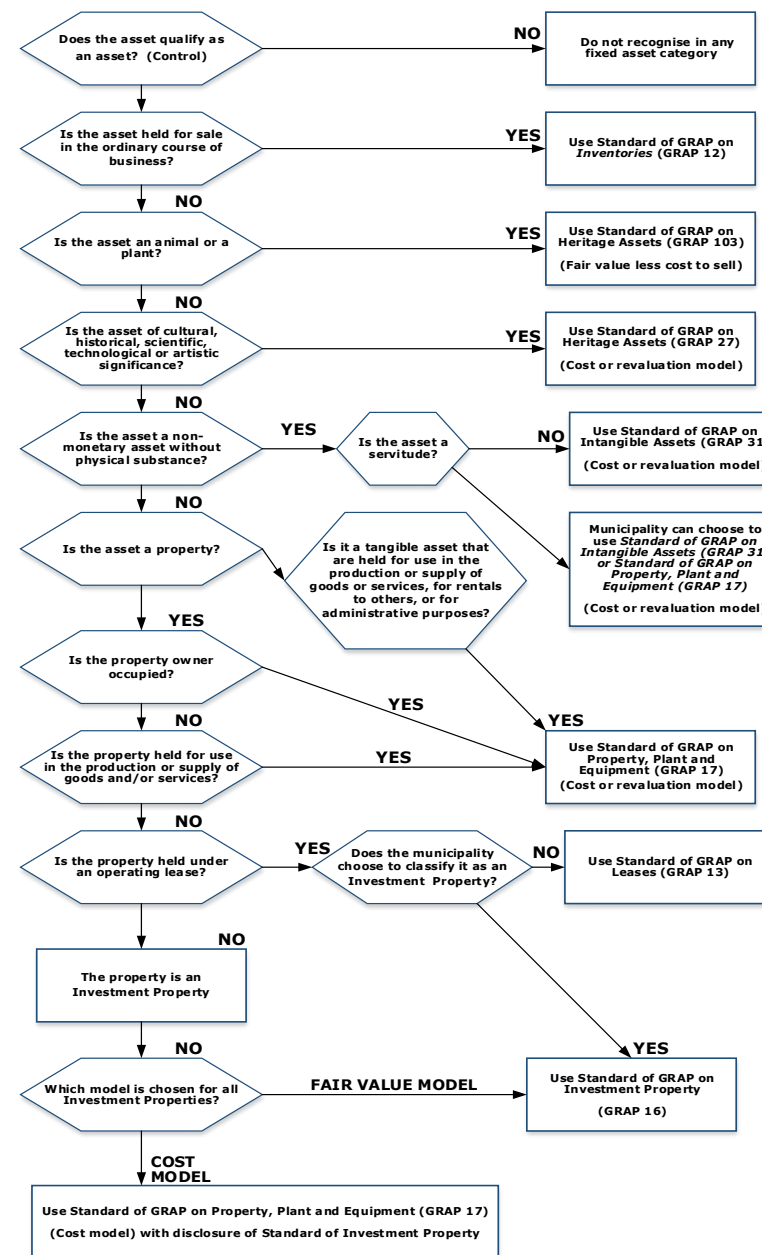 Does the asset qualify as
an asset? (Control)
NO
Do not recognise in any
fixed asset category
Is the asset held for sale
in the ordinary course of
business?
YES
Use Standard of GRAP on
Inventories (GRAP 12)
NO
Is the asset an animal or a
plant?
YES
Use Standard of GRAP on
Heritage Assets (GRAP 103)
(Fair value less cost to sell)
NO
Is the asset of cultural,
historical, scientific,
technological or artistic
significance?
YES
Use Standard of GRAP on
Heritage Assets (GRAP 27)
(Cost or revaluation model)
NO
Is the asset a non-
monetary asset without
physical substance?
YES
Is the asset a
servitude?
NO
Use Standard of GRAP on
Intangible Assets (GRAP 31
(Cost or revaluation model)
NO
Is the asset a property?
Is it a tangible asset that
are held for use in the
production or supply of
goods or services, for rentals
to others, or for
administrative purposes?
Municipality can choose to
use Standard of GRAP on
Intangible Assets (GRAP 31
or Standard of GRAP on
Property, Plant and
Equipment (GRAP 17)
(Cost or revaluation model)
YES
Is the property owner
occupied?
YES
YES
NO
Is the property held for use
in the production or supply of
goods and/or services?
YES
Use Standard of GRAP on
Property, Plant and
Equipment (GRAP 17)
(Cost or revaluation model)
NO
Is the property held under
an operating lease?
YES
Does the municipality
choose to classify it as an
Investment Property?
NO
Use Standard of GRAP on
Leases (GRAP 13)
NO
The property is an
Investment Property
NO
YES
Which model is chosen for all
Investment Properties?
FAIR VALUE MODEL
Use Standard of GRAP on
Investment Property
(GRAP 16)
COST
MODEL
Use Standard of GRAP on Property, Plant and Equipment (GRAP 17)
(Cost model) with disclosure of Standard of Investment Property